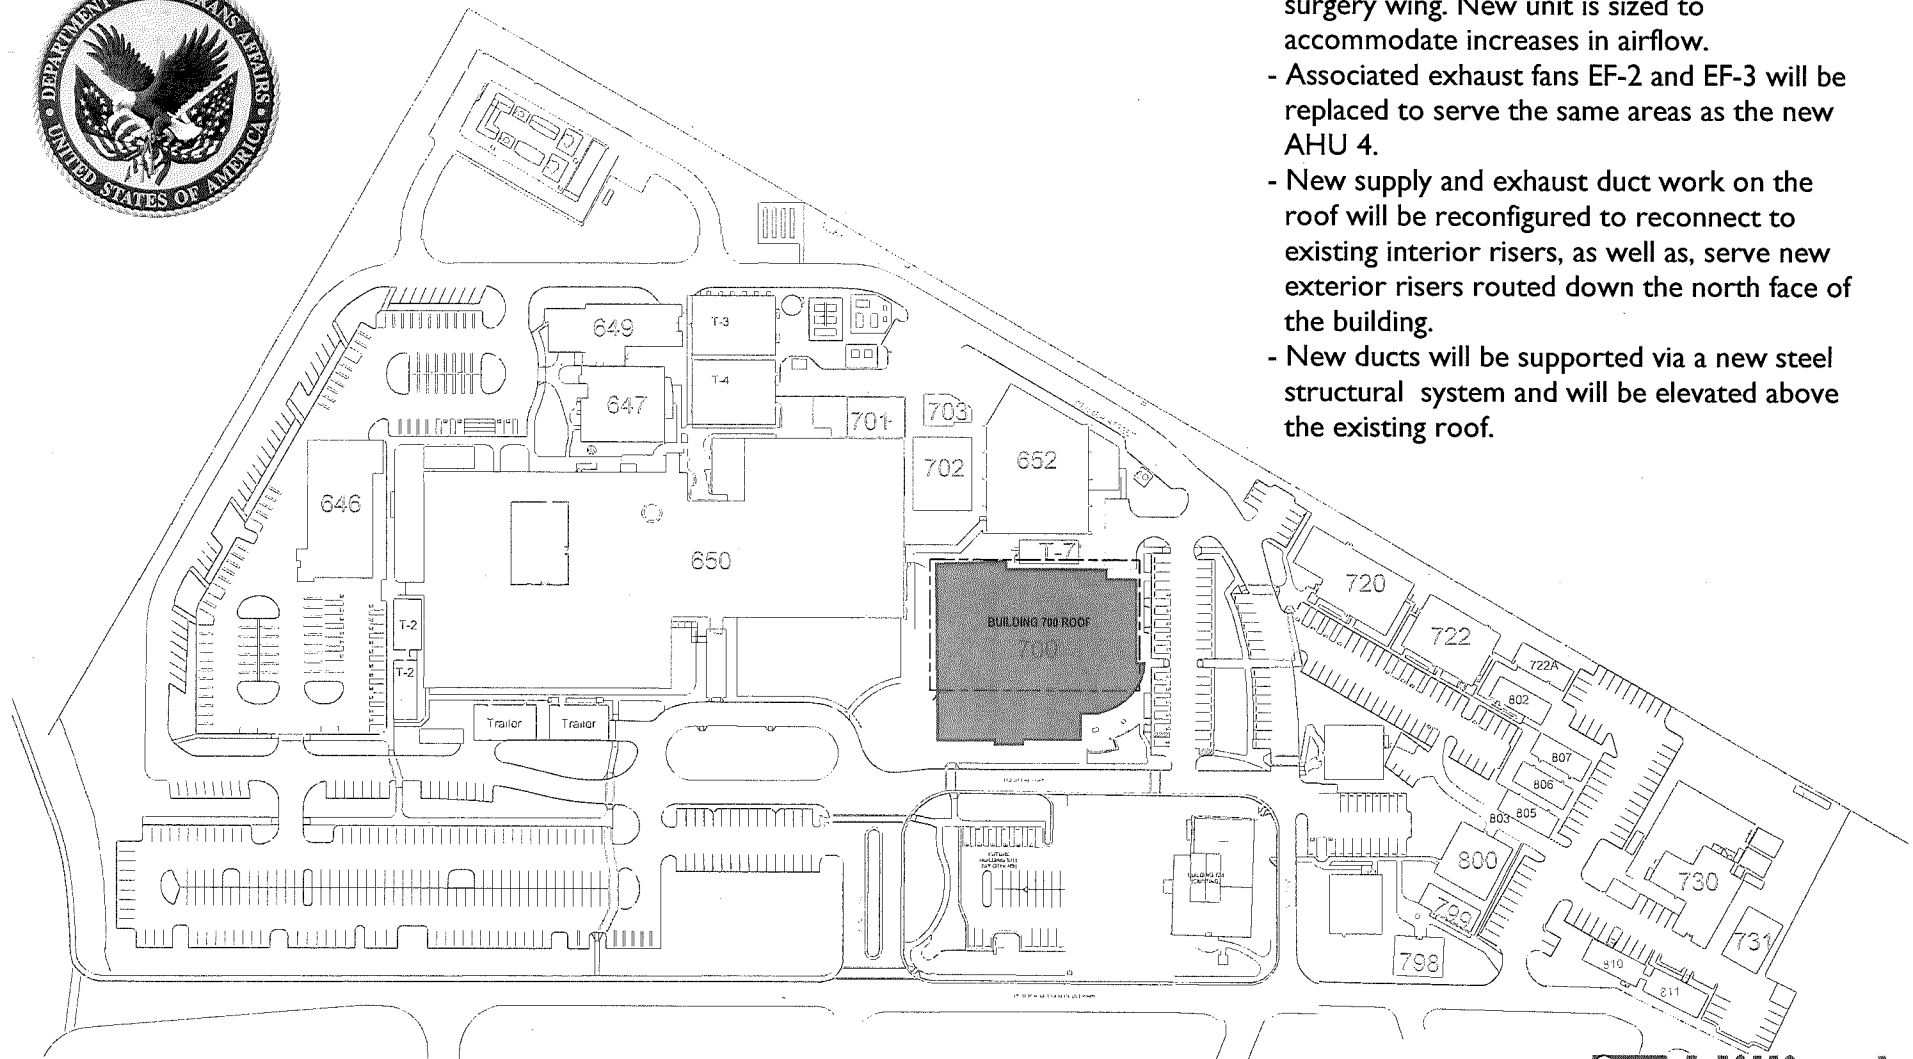 DEPARTMENT OF VETERANS AFFAIRS
UNITED STATES OF AMERICA
surgery wing. New unit is sized to
accommodate increases in airflow.
- Associated exhaust fans EF-2 and EF-3 will be
replaced to serve the same areas as the new
AHU 4.
- New supply and exhaust duct work on the
roof will be reconfigured to reconnect to
existing interior risers, as well as, serve new
exterior risers routed down the north face of
the building.
- New ducts will be supported via a new steel
structural system and will be elevated above
the existing roof.
649
T-3
T-4
647
701
703
702
652
646
650
T-7
BUILDING 700 ROOF
700
T-2
T-2
Trailer
Trailer
720
722
722A
802
807
806
805
803
800
799
798
730
731
810
811